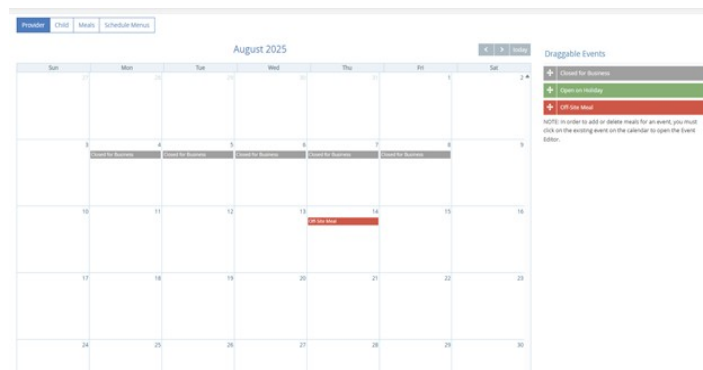 Provider Child Meals Schedule Menus
August 2025
today
Draggable Events
Sun Mon Tue Wed Thu Fri Sat
27 28 29 30 31 1 2
Closed for Business
Open on Holiday
Off-Site Meal
NOTE: In order to add or delete meals for an event, you must
click on the existing event on the calendar to open the Event
Editor.
3 4 5 6 7 8 9
Closed for Business Closed for Business Closed for Business Closed for Business Closed for Business
10 11 12 13 14 15 16
Off-Site Meal
17 18 19 20 21 22 23
24 25 26 27 28 29 30